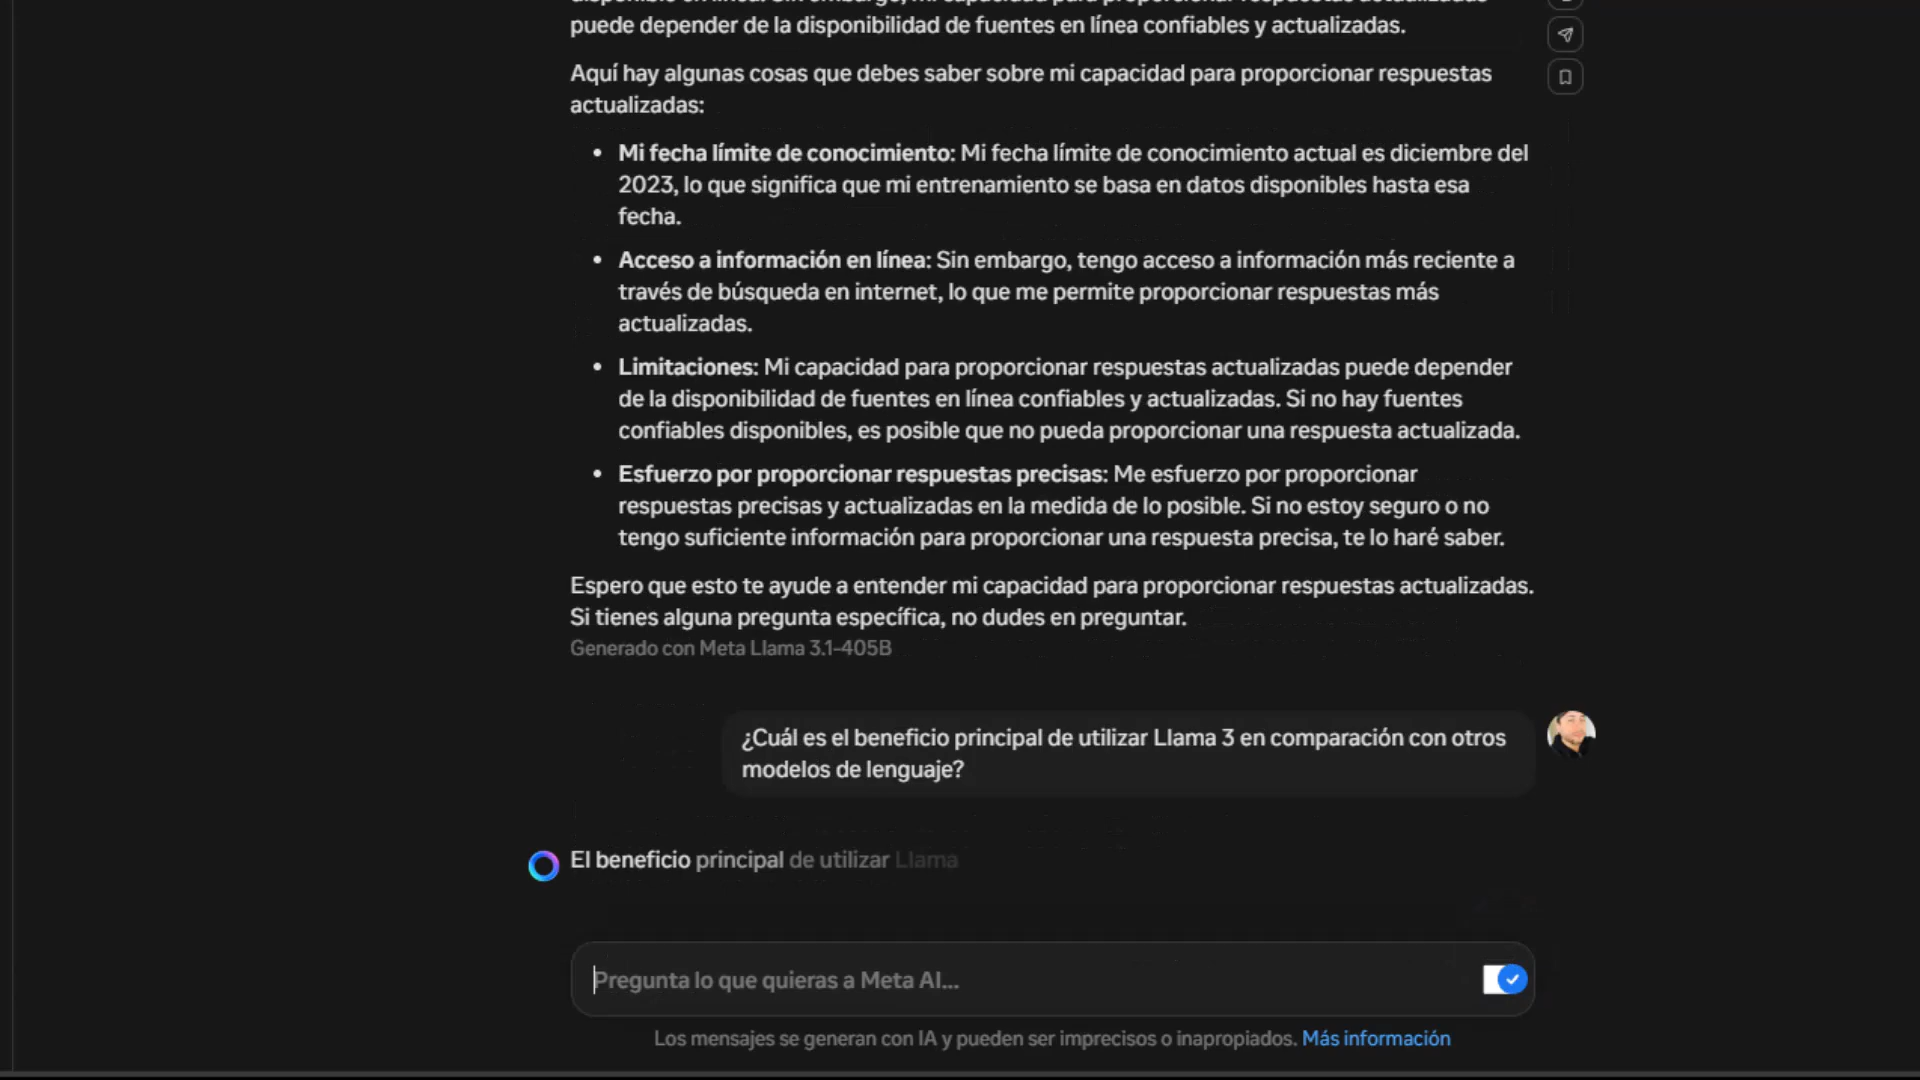 puede depender de la disponibilidad de fuentes en línea confiables y actualizadas.
Aquí hay algunas cosas que debes saber sobre mi capacidad para proporcionar respuestas
actualizadas:
• Mi fecha límite de conocimiento: Mi fecha límite de conocimiento actual es diciembre del
2023, lo que significa que mi entrenamiento se basa en datos disponibles hasta esa
fecha.
• Acceso a información en línea: Sin embargo, tengo acceso a información más reciente a
través de búsqueda en internet, lo que me permite proporcionar respuestas más
actualizadas.
• Limitaciones: Mi capacidad para proporcionar respuestas actualizadas puede depender
de la disponibilidad de fuentes en línea confiables y actualizadas. Si no hay fuentes
confiables disponibles, es posible que no pueda proporcionar una respuesta actualizada.
• Esfuerzo por proporcionar respuestas precisas: Me esfuerzo por proporcionar
respuestas precisas y actualizadas en la medida de lo posible. Si no estoy seguro o no
tengo suficiente información para proporcionar una respuesta precisa, te lo haré saber.
Espero que esto te ayude a entender mi capacidad para proporcionar respuestas actualizadas.
Si tienes alguna pregunta específica, no dudes en preguntar.
Generado con Meta Llama 3.1-405B
¿Cuál es el beneficio principal de utilizar Llama 3 en comparación con otros
modelos de lenguaje?
El beneficio principal de utilizar Llama
Pregunta lo que quieras a Meta AI...
Los mensajes se generan con IA y pueden ser imprecisos o inapropiados. Más información